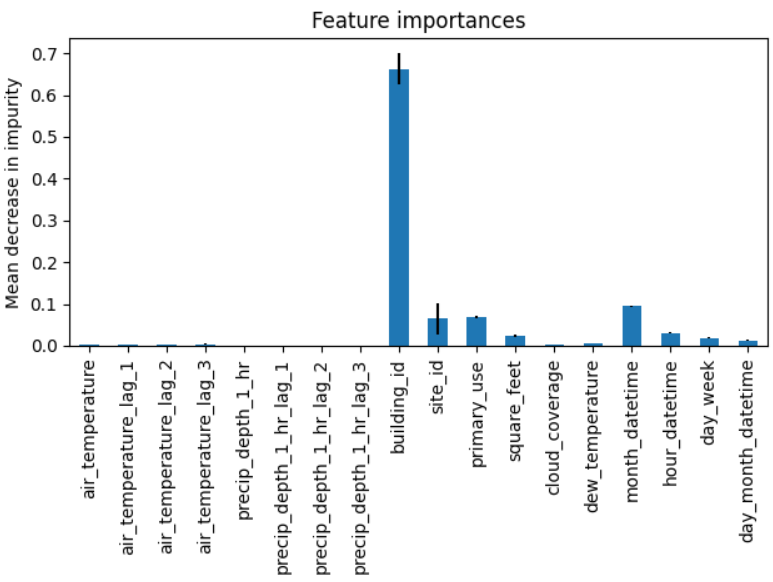 Feature importances
Mean decrease in impurity
0.7
0.6
0.5
0.4
0.3
0.2
0.1
0.0
air_temperature
air_temperature_lag_1
air_temperature_lag_2
air_temperature_lag_3
precip_depth_1_hr
precip_depth_1_hr_lag_1
precip_depth_1_hr_lag_2
precip_depth_1_hr_lag_3
building_id
site_id
primary_use
square_feet
cloud_coverage
dew_temperature
month_datetime
hour_datetime
day_week
day_month_datetime